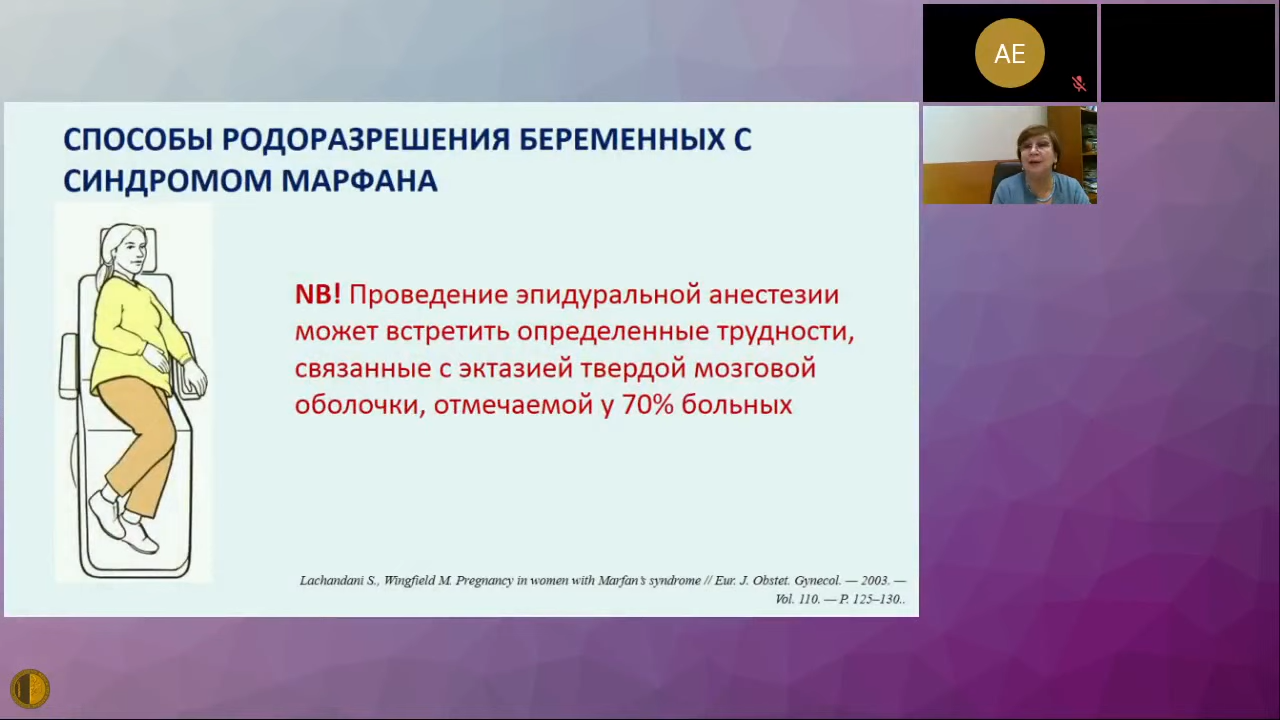 СПОСОБЫ РОДОРАЗРЕШЕНИЯ БЕРЕМЕННЫХ С
СИНДРОМОМ МАРФАНА
NB! Проведение эпидуральной анестезии
может встретить определенные трудности,
связанные с эктазией твердой мозговой
оболочки, отмечаемой у 70% больных
Lachandani S., Wingfield M. Pregnancy in women with Marfan's syndrome // Eur. J. Obstet. Gynecol. — 2003. —
Vol. 110. — P. 125–130..
AE